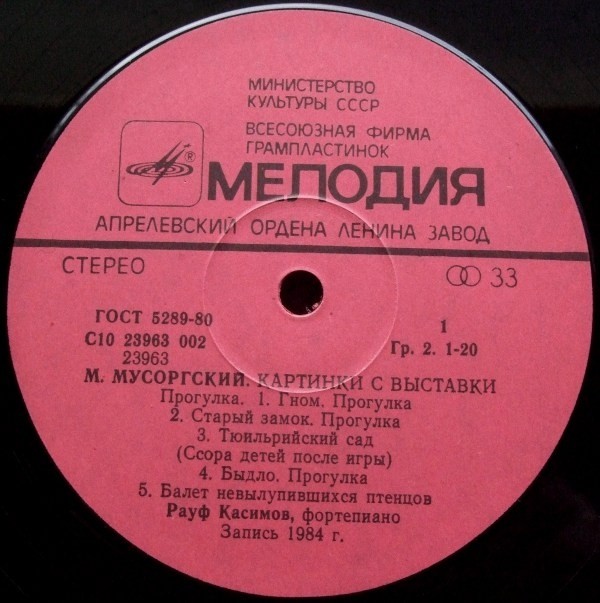 МИНИСТЕРСТВО
КУЛЬТУРЫ СССР
ВСЕСОЮЗНАЯ ФИРМА
ГРАМПЛАСТИНОК
®
МЕЛОДИЯ
АПРЕЛЕВСКИЙ ОРДЕНА ЛЕНИНА ЗАВОД
СТЕРЕО
33
ГОСТ 5289-80
1
С10 23963 002
Гр. 2. 1-20
23963
М. МУСОРГСКИЙ. КАРТИНКИ С ВЫСТАВКИ
Прогулка. 1. Гном. Прогулка
2. Старый замок. Прогулка
3. Тюильрийский сад
(Ссора детей после игры)
4. Быдло. Прогулка
5. Балет невылупившихся птенцов
Рауф Касимов, фортепиано
Запись 1984 г.